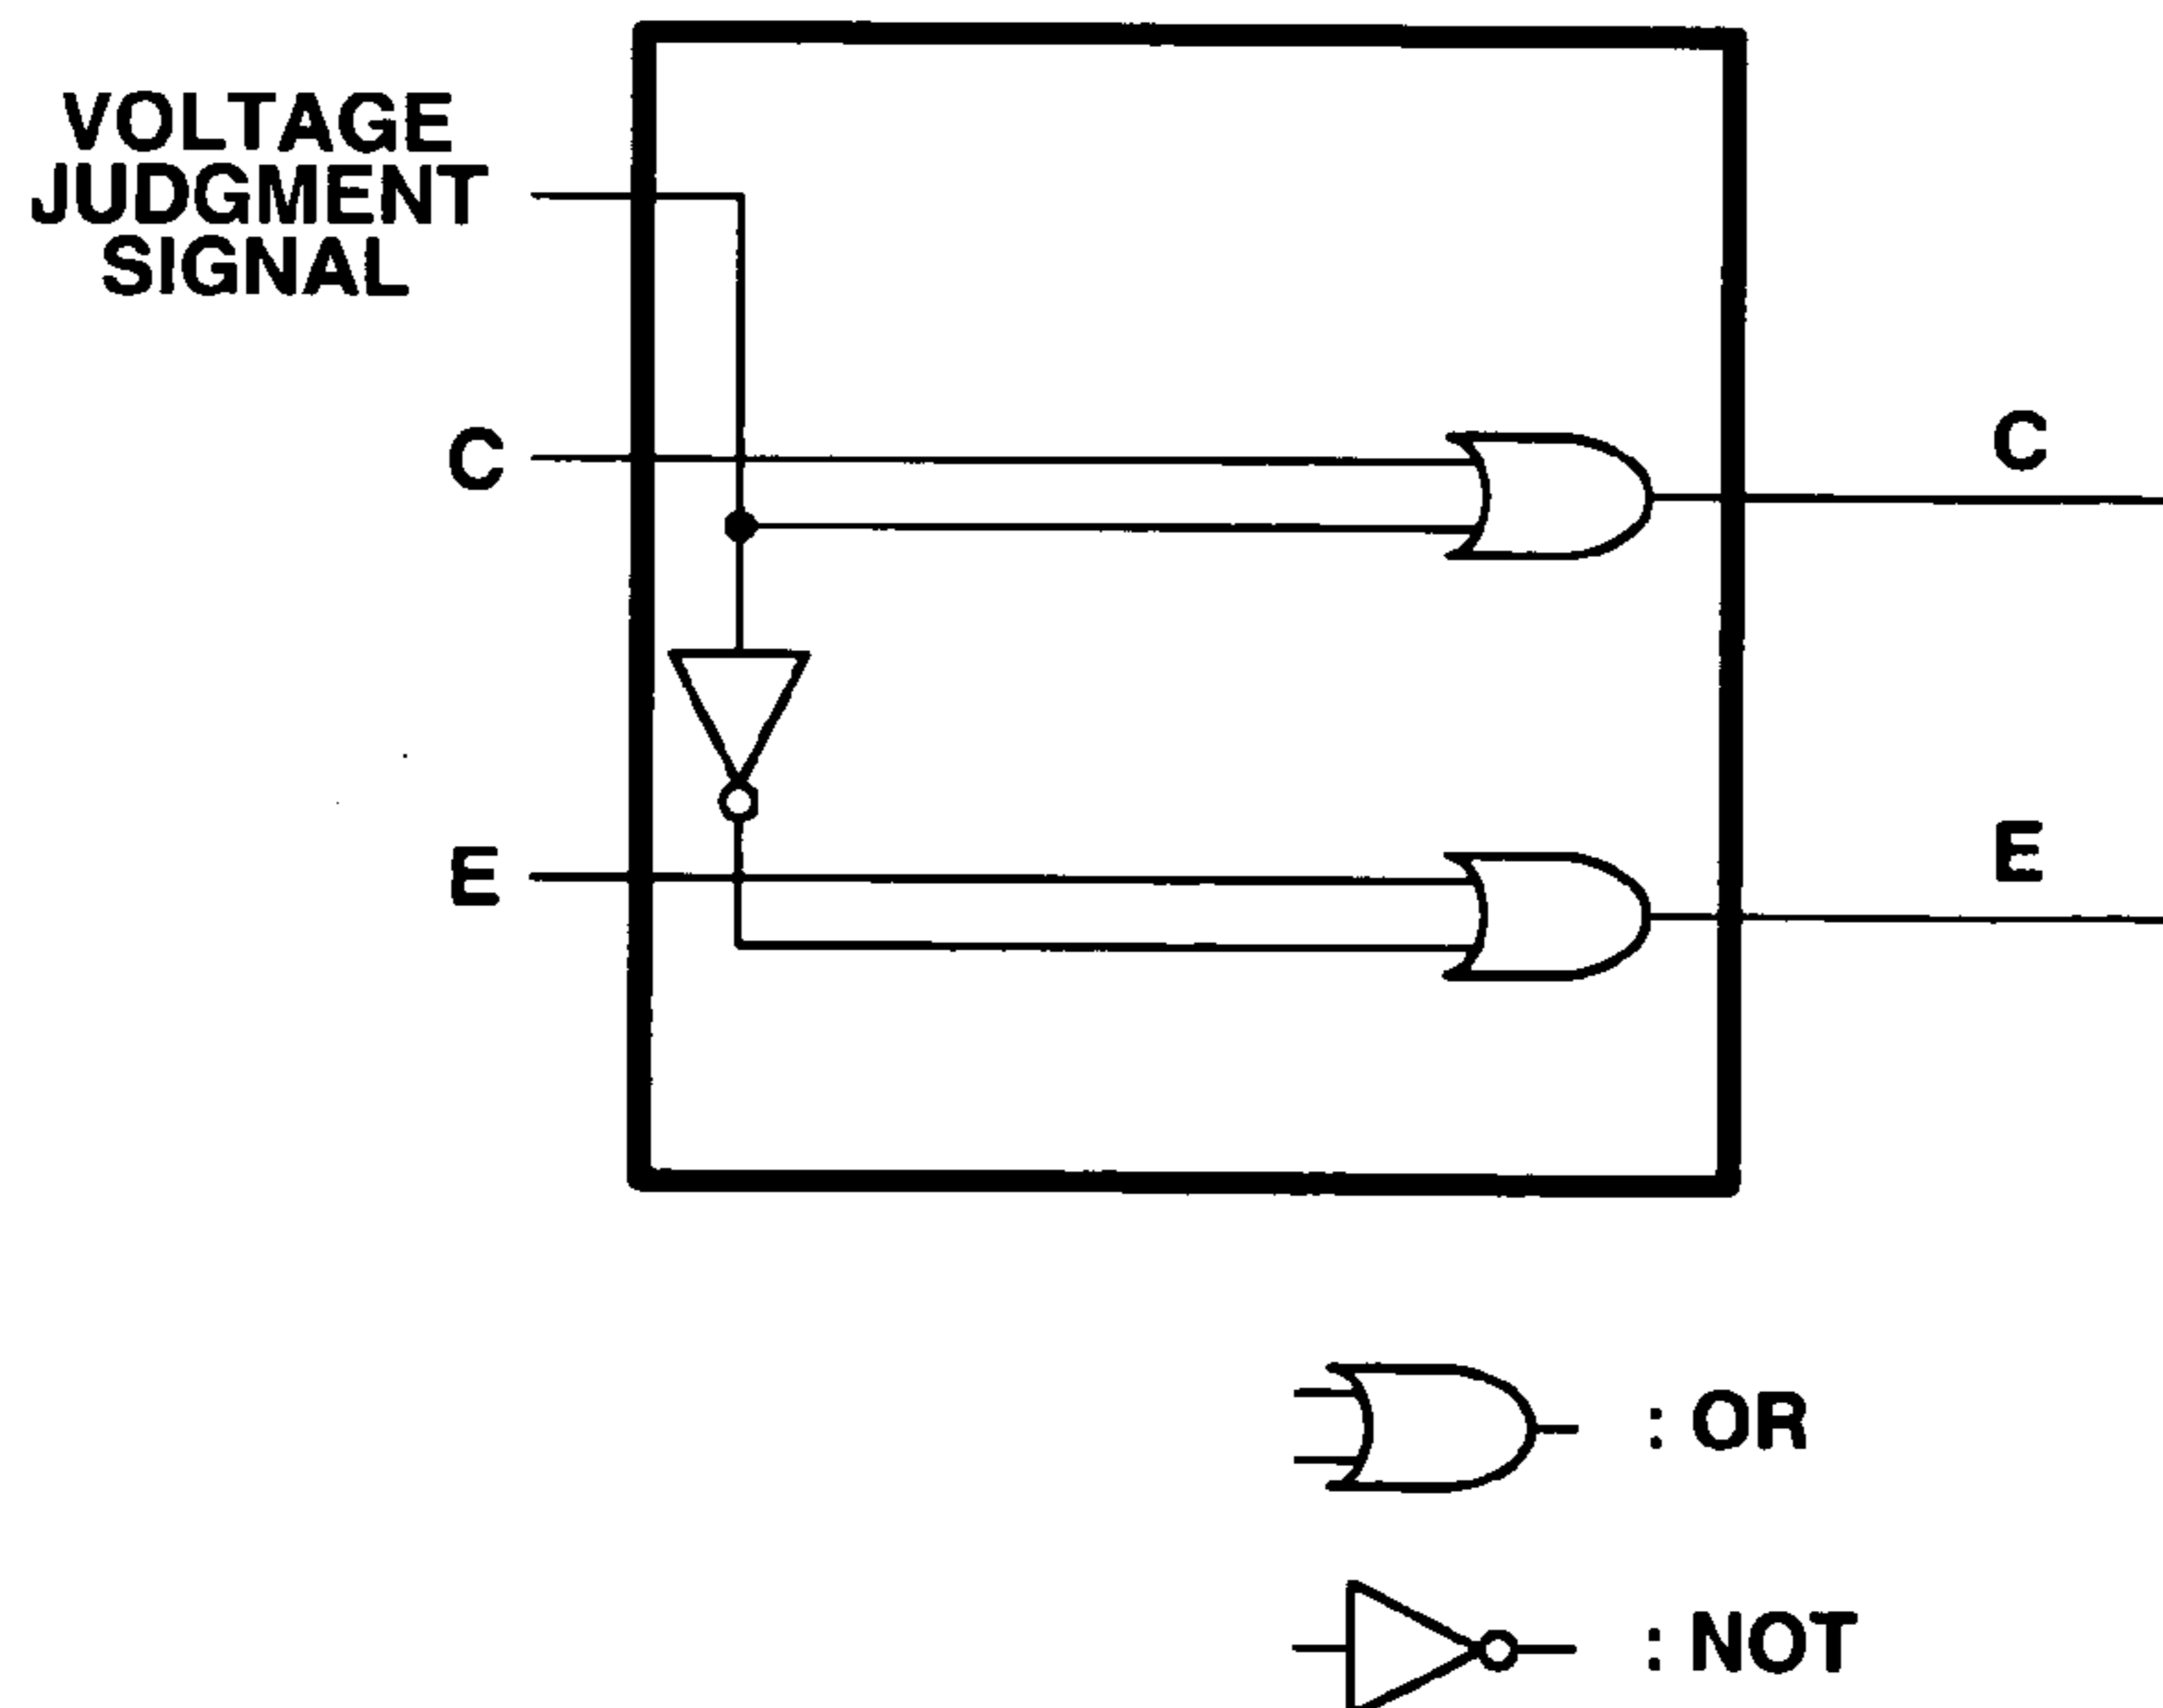 VOLTAGE
JUDGMENT
SIGNAL
C
C
E
E
: OR
: NOT